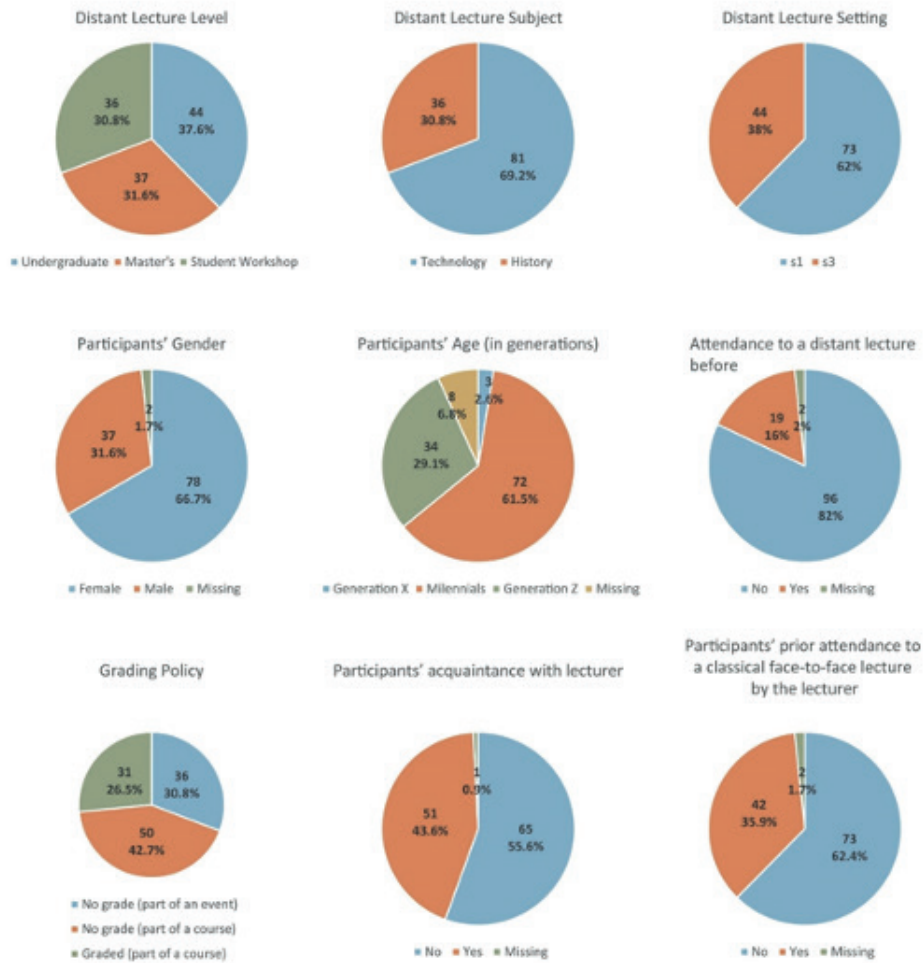 Distant Lecture Level
36
30.8%
44
37.6%
37
31.6%
Undergraduate Master's Student Workshop
Distant Lecture Subject
36
30.8%
81
69.2%
Technology History
Distant Lecture Setting
44
38%
73
62%
s1 s3
Participants' Gender
2
1.7%
37
31.6%
78
66.7%
Female Male Missing
Participants' Age (in generations)
8
6.8%
3
2.6%
34
29.1%
72
61.5%
Generation X Milennials Generation Z Missing
Attendance to a distant lecture
before
19
16%
2
2%
96
82%
No Yes Missing
Grading Policy
31
26.5%
36
30.8%
50
42.7%
No grade (part of an event)
No grade (part of a course)
Graded (part of a course)
Participants' acquaintance with lecturer
1
0.9%
51
43.6%
65
55.6%
No Yes Missing
Participants' prior attendance to
a classical face-to-face lecture
by the lecturer
2
1.7%
42
35.9%
73
62.4%
No Yes Missing